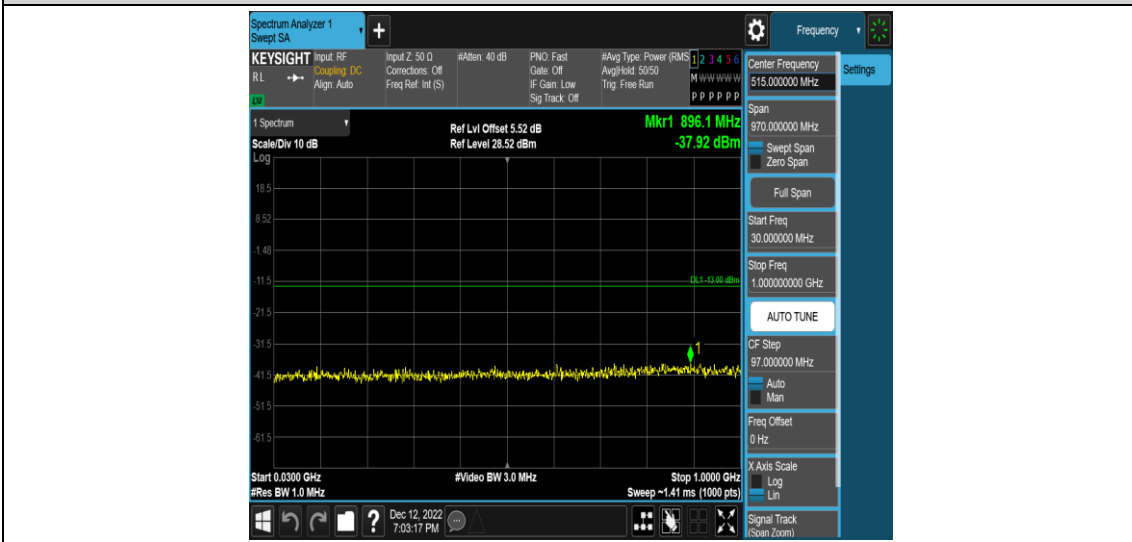 Spectrum Analyzer 1
Swept SA
+
Frequency
KEYSIGHT
RL
LXI
Input: RF
Coupling: DC
Align: Auto
Input Z: 50 Ω
Corrections: Off
Freq Ref: Int (S)
#Atten: 40 dB
PNO: Fast
Gate: Off
IF Gain: Low
Sig Track: Off
#Avg Type: Power (RMS
Avg|Hold: 50/50
Trig: Free Run
1 2 3 4 5 6
M W W W W W
P P P P P P
Center Frequency
515.000000 MHz
Settings
Span
970.000000 MHz
Swept Span
Zero Span
Full Span
Start Freq
30.000000 MHz
Stop Freq
1.000000000 GHz
AUTO TUNE
CF Step
97.000000 MHz
Auto
Man
Freq Offset
0 Hz
X Axis Scale
Log
Lin
Signal Track
(Span Zoom)
1 Spectrum
Scale/Div 10 dB
Log
Ref Lvl Offset 5.52 dB
Ref Level 28.52 dBm
Mkr1 896.1 MHz
-37.92 dBm
18.5
8.52
-1.48
-11.5
DL1 -13.00 dBm
-21.5
-31.5
1
-41.5
-51.5
-61.5
Start 0.0300 GHz
#Res BW 1.0 MHz
#Video BW 3.0 MHz
Stop 1.0000 GHz
Sweep ~1.41 ms (1000 pts)
?
Dec 12, 2022
7:03:17 PM